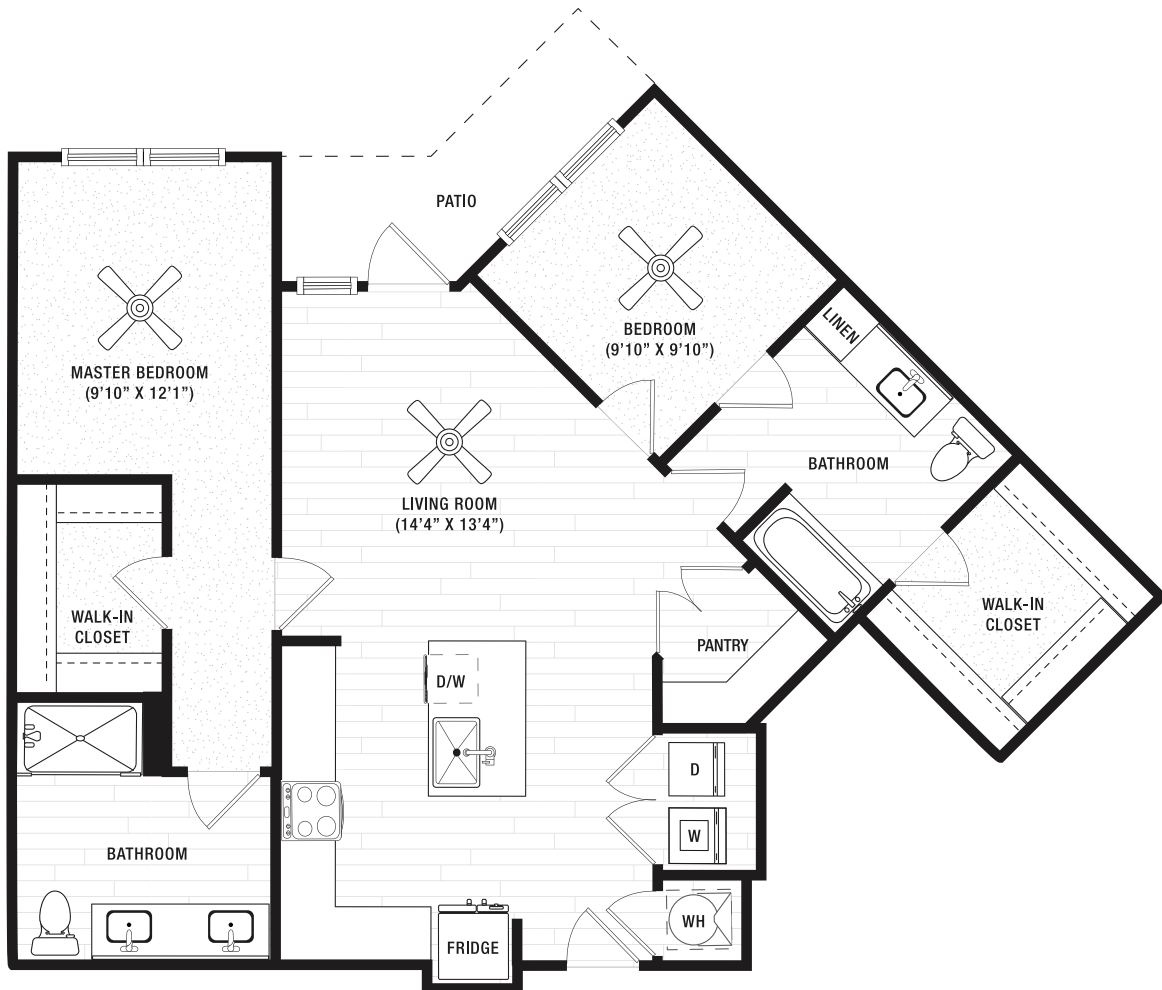 PATIO
MASTER BEDROOM
(9'10" X 12'1")
BEDROOM
(9'10" X 9'10")
LINEN
LIVING ROOM
(14'4" X 13'4")
BATHROOM
WALK-IN
CLOSET
WALK-IN
CLOSET
PANTRY
D/W
D
W
BATHROOM
WH
FRIDGE